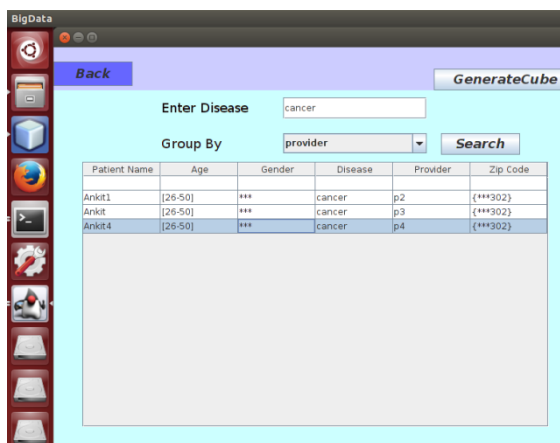 BigData
Back
GenerateCube
Enter Disease cancer
Group By provider Search
Patient Name Age Gender Disease Provider Zip Code
Ankit1 [26-50] *** cancer p2 {***302}
Ankit [26-50] *** cancer p3 {***302}
Ankit4 [26-50] *** cancer p4 {***302}